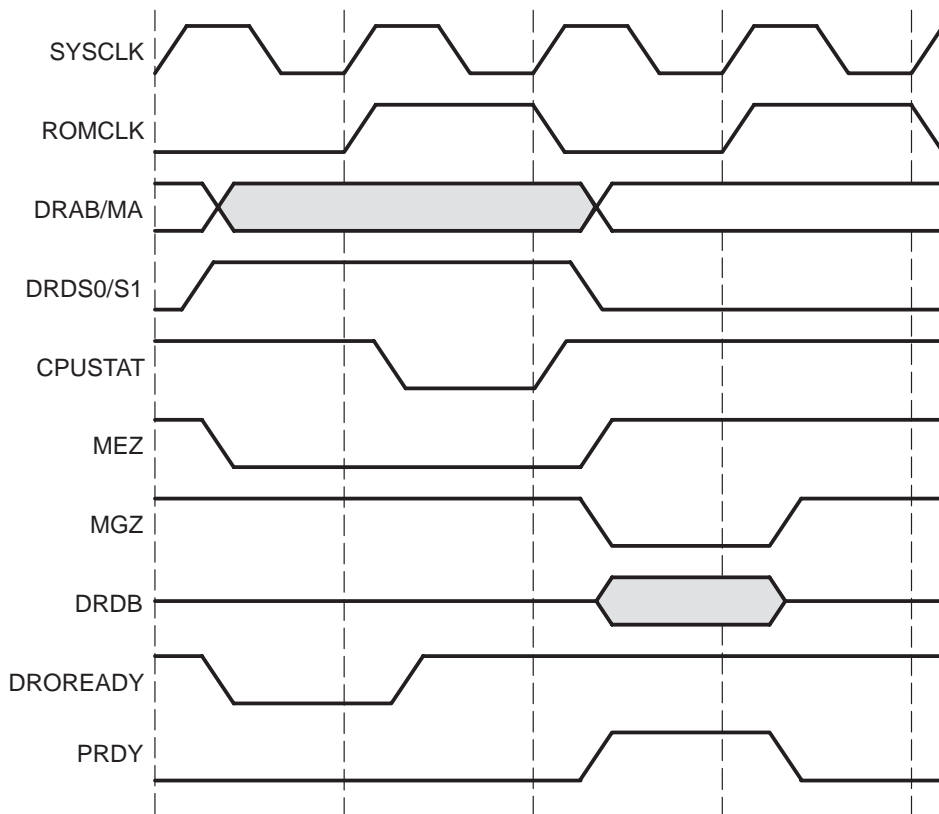 SYSCLK
ROMCLK
DRAB/MA
DRDS0/S1
CPUSTAT
MEZ
MGZ
DRDB
DROREADY
PRDY